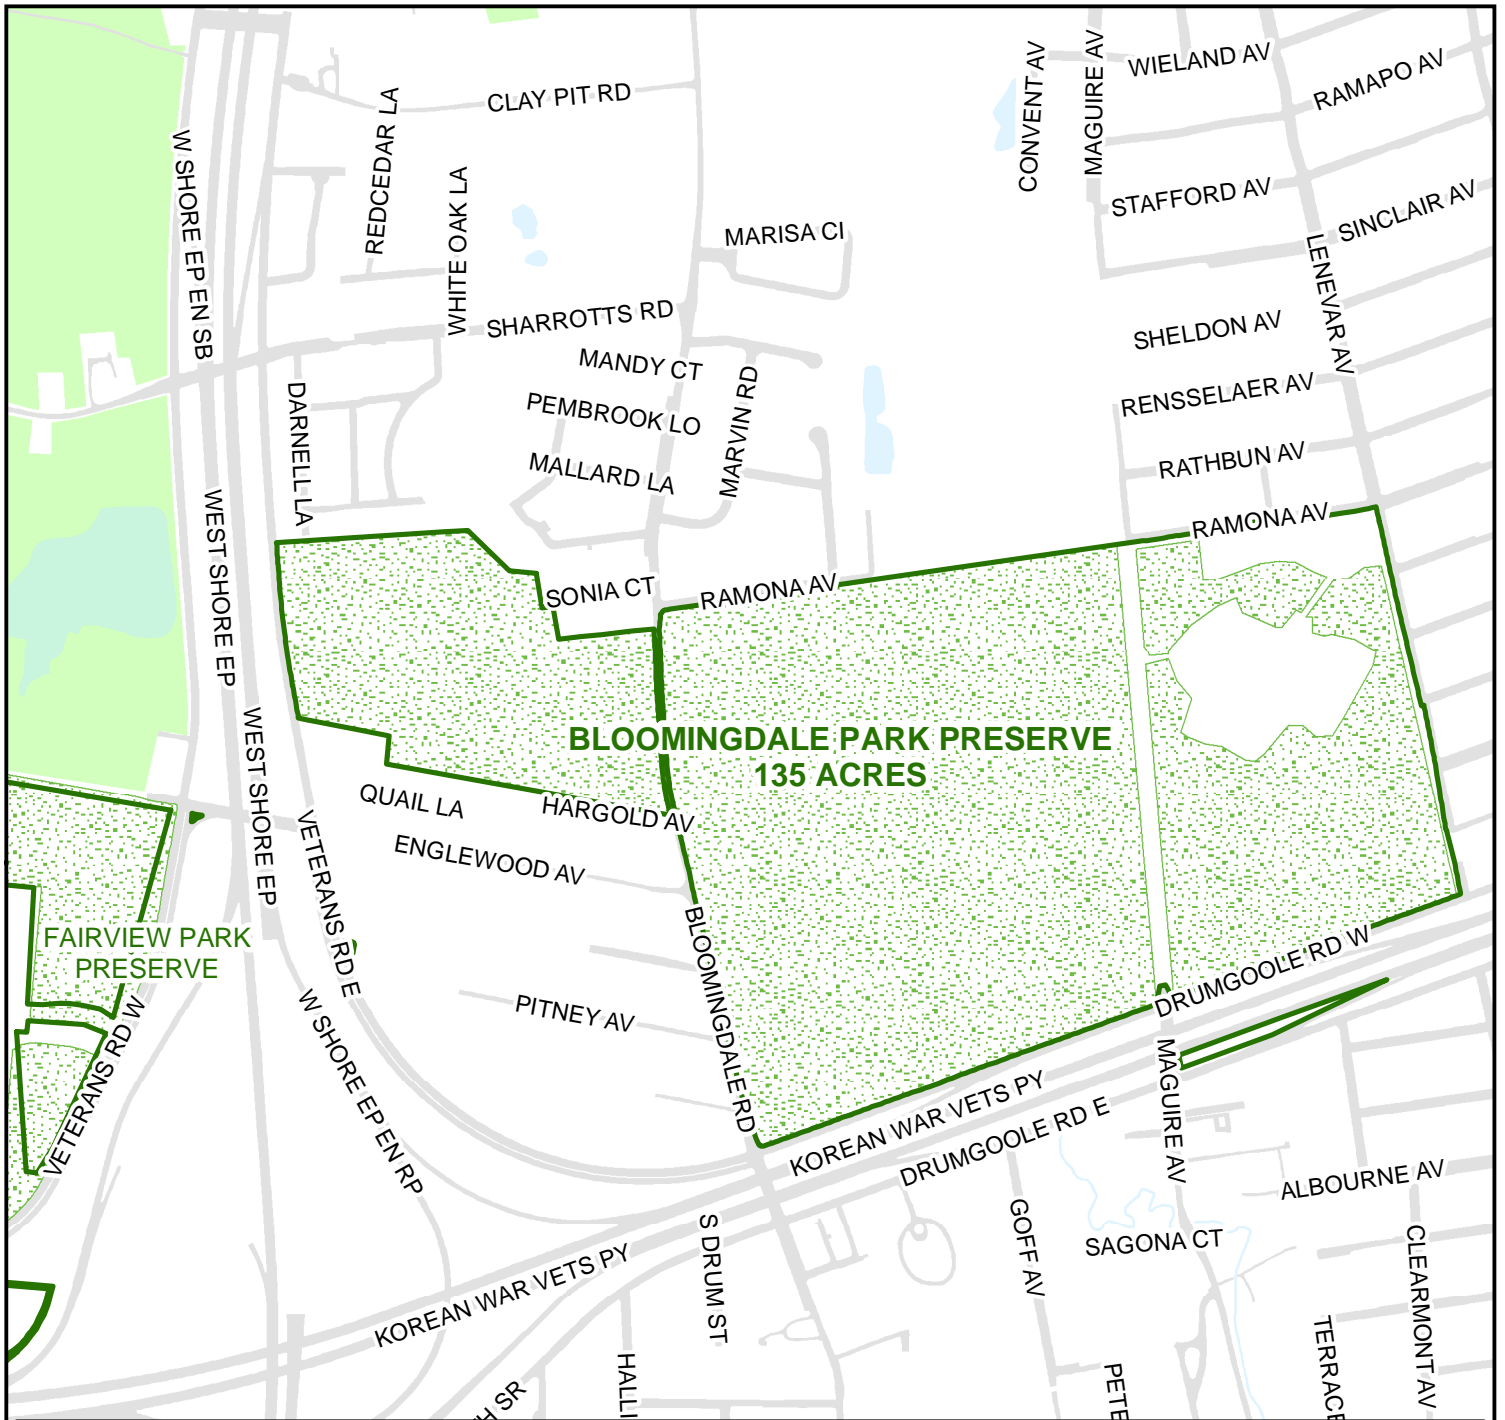 WIELAND AV
RAMAPO AV
CONVENT AV
MAGUIRE AV
CLAY PIT RD
REDCEDAR LA
W SHORE EP EN SB
WHITE OAK LA
STAFFORD AV
SINCLAIR AV
MARISA CI
LENEVAR AV
SHARROTTS RD
SHELDON AV
MANDY CT
MARVIN RD
DARNELL LA
RENSSELAER AV
PEMBROOK LO
MALLARD LA
RATHBUN AV
WEST SHORE EP
RAMONA AV
SONIA CT
RAMONA AV
BLOOMINGDALE PARK PRESERVE
135 ACRES
WEST SHORE EP
QUAIL LA
HARGOLD AV
VETERANS RD E
ENGLEWOOD AV
FAIRVIEW PARK
PRESERVE
BLOOMINGDALE RD
DRUMGOOLE RD W
PITNEY AV
W SHORE EP EN RP
VETERANS RD W
MAGUIRE AV
KOREAN WAR VETS PY
DRUMGOOLE RD E
ALBOURNE AV
GOFF AV
S DRUM ST
SAGONA CT
CLEARMONT AV
KOREAN WAR VETS PY
TERRACE
HALI
PETE
H SR